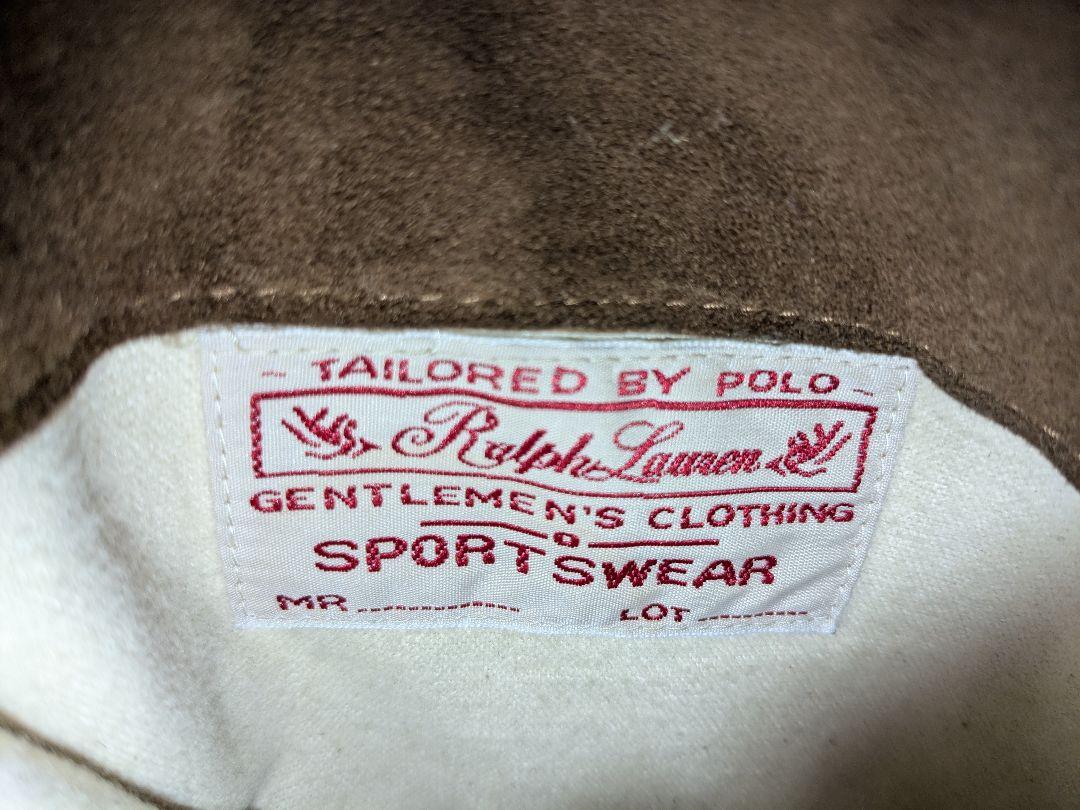 - TAILORED BY POLO -
Ralph Lauren
GENTLEMEN'S CLOTHING
SPORTSWEAR
MR ............. LOT ..........